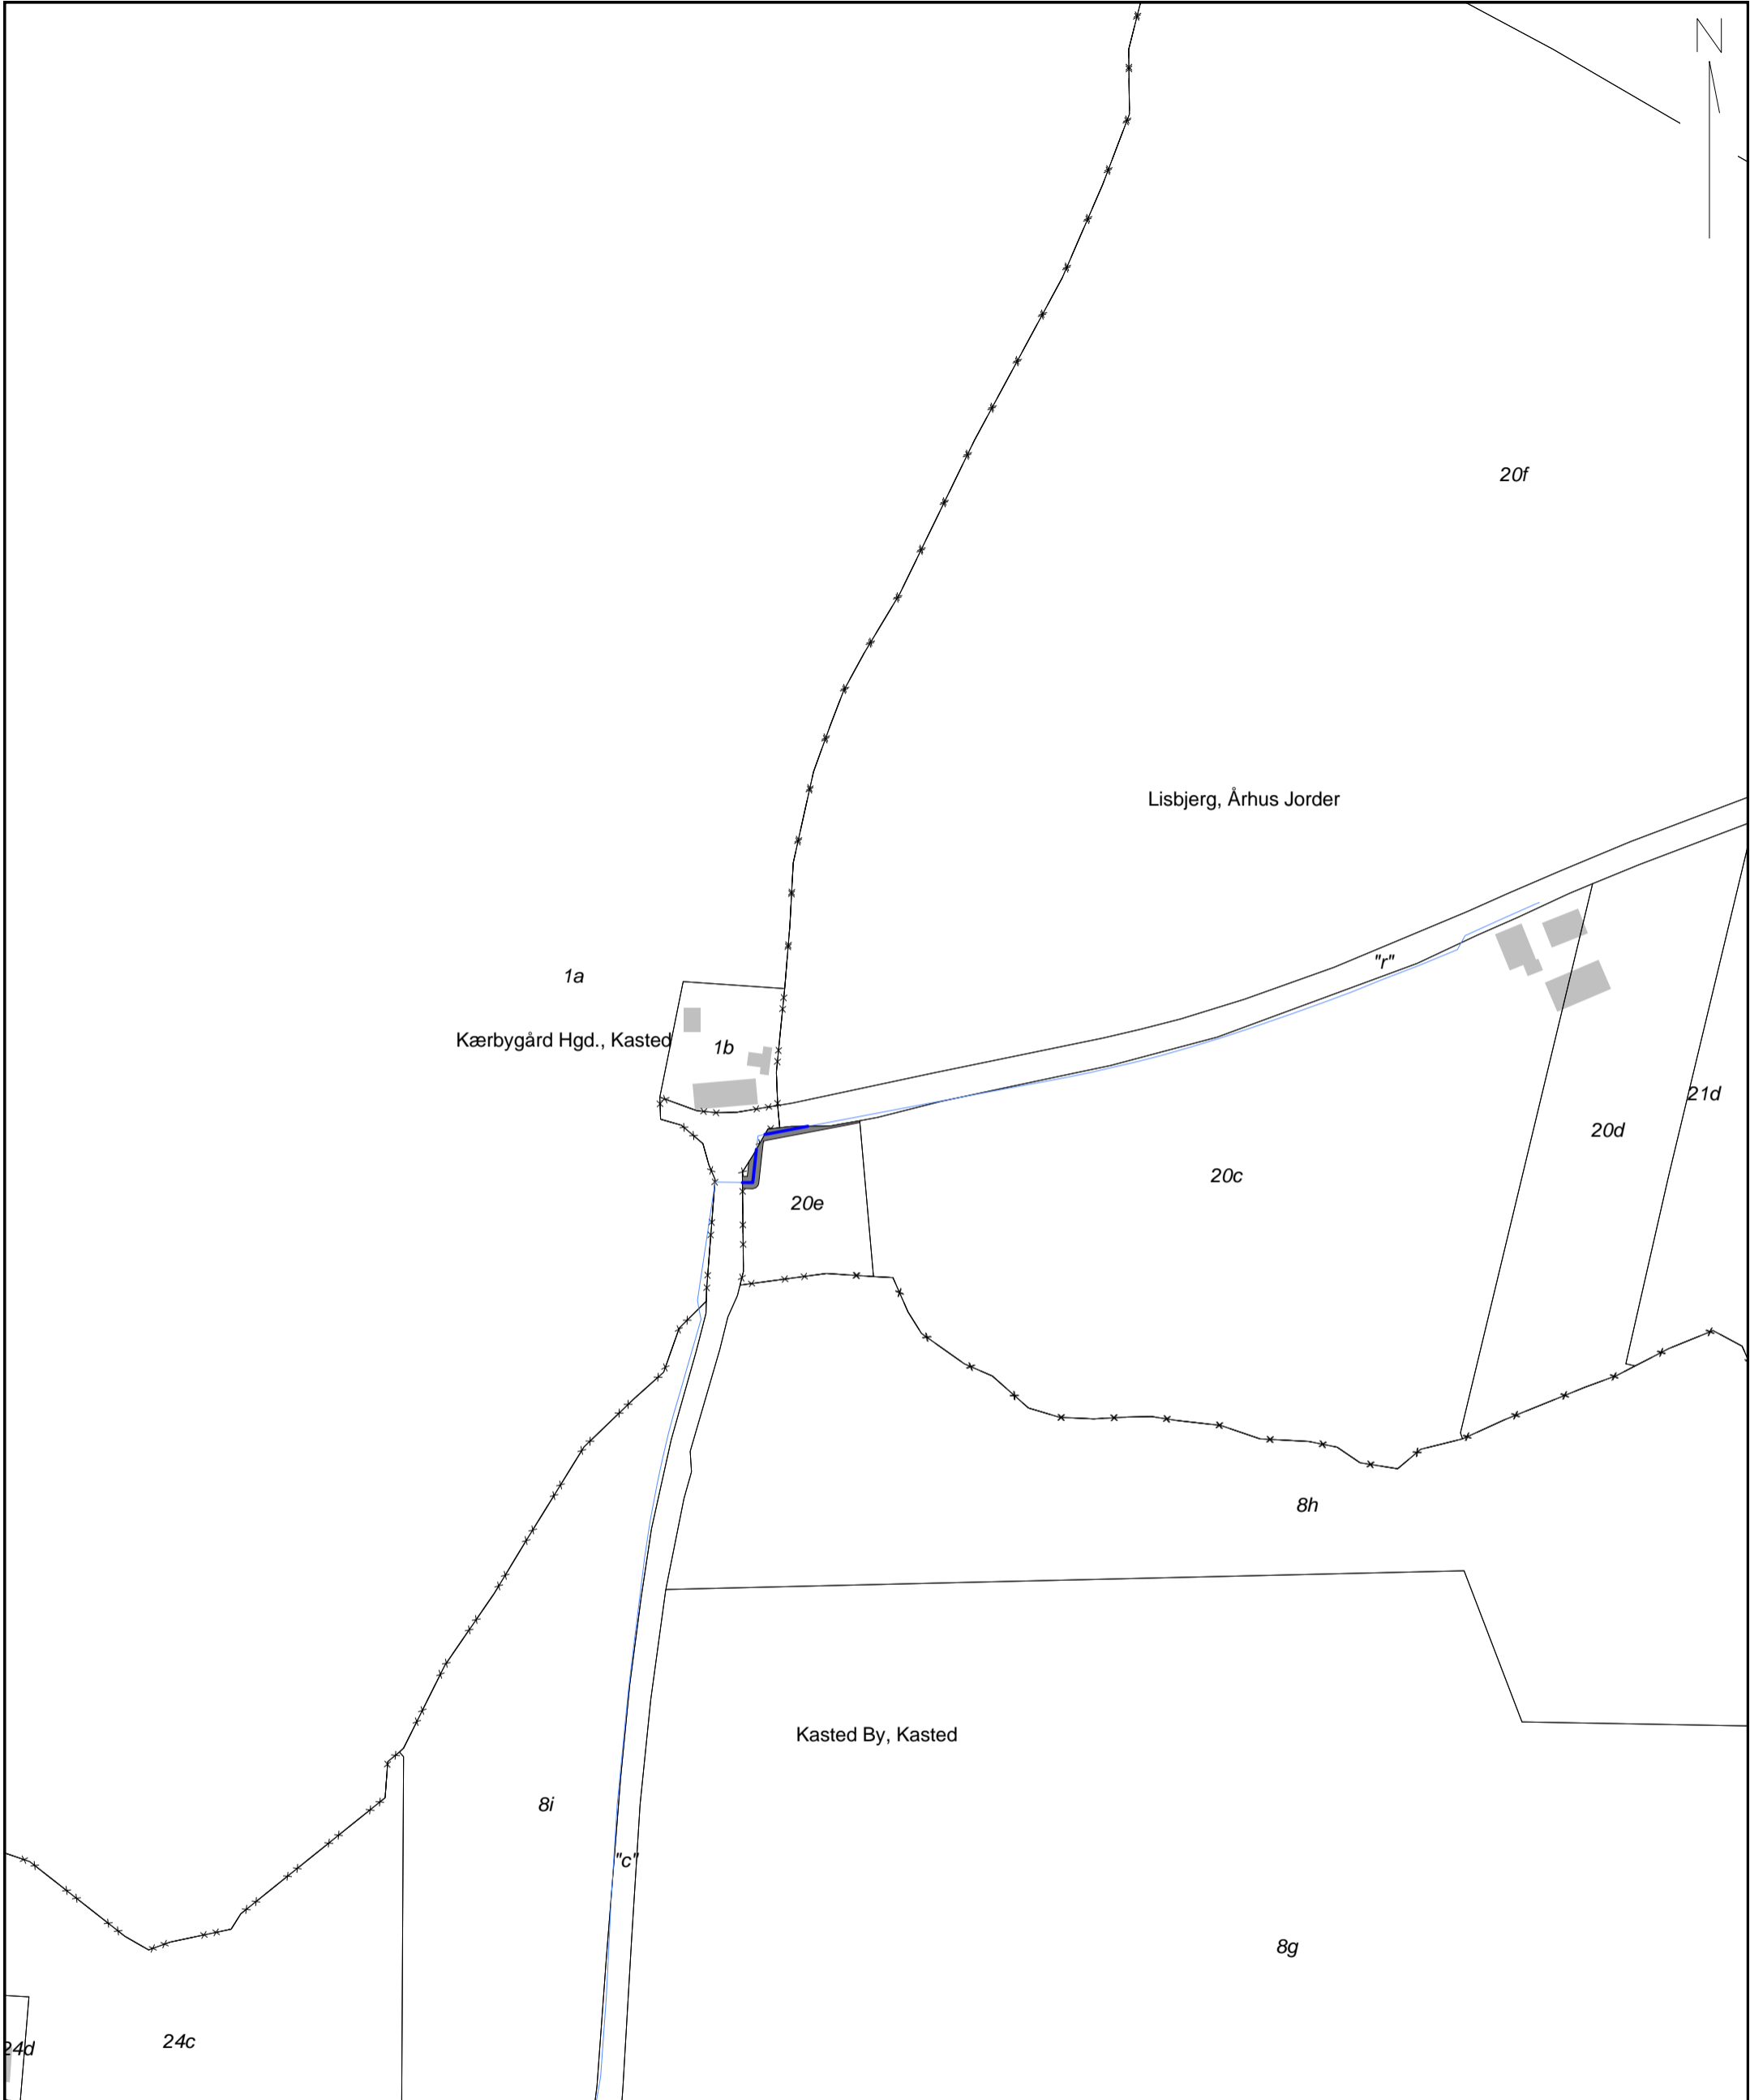 N
20f
Lisbjerg, Århus Jorder
"r"
1a
Kærbygård Hgd., Kasted
1b
21d
20d
20c
20e
8h
Kasted By, Kasted
8i
"c"
8g
24c
24d